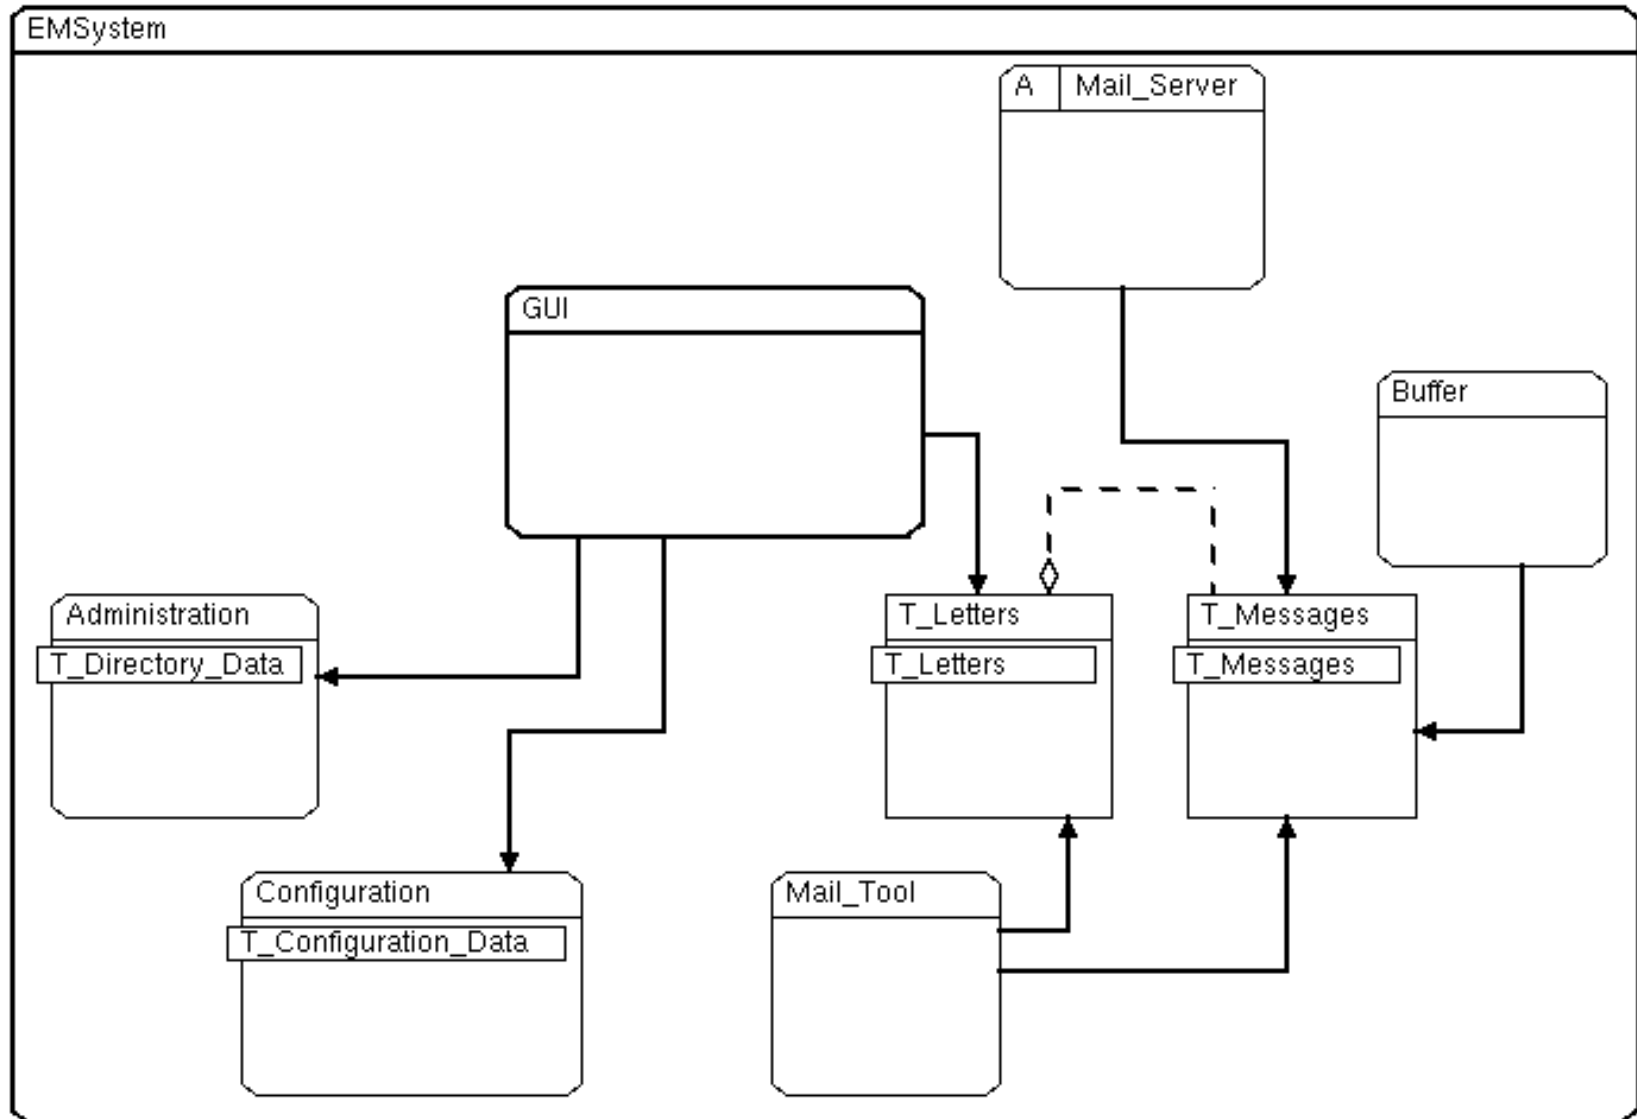 EMSystem
A Mail_Server
GUI
Buffer
Administration
T_Directory_Data
T_Letters
T_Letters
T_Messages
T_Messages
Configuration
T_Configuration_Data
Mail_Tool